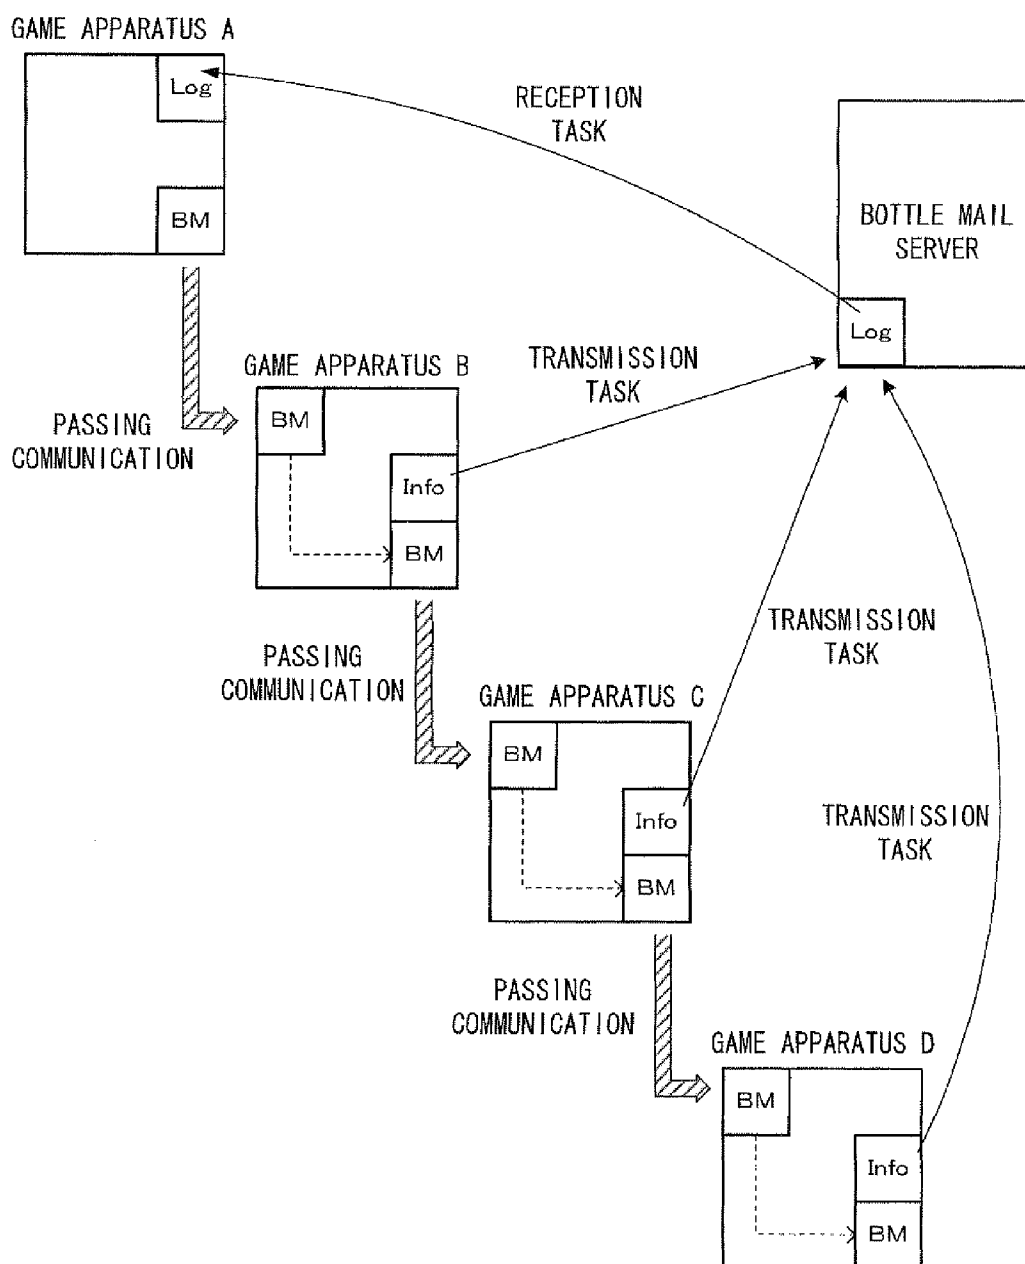 GAME APPARATUS A
Log
BM
RECEPTION
TASK
BOTTLE MAIL
SERVER
Log
PASSING
COMMUNICATION
GAME APPARATUS B
BM
Info
BM
TRANSMISSION
TASK
PASSING
COMMUNICATION
GAME APPARATUS C
BM
Info
BM
TRANSMISSION
TASK
TRANSMISSION
TASK
PASSING
COMMUNICATION
GAME APPARATUS D
BM
Info
BM